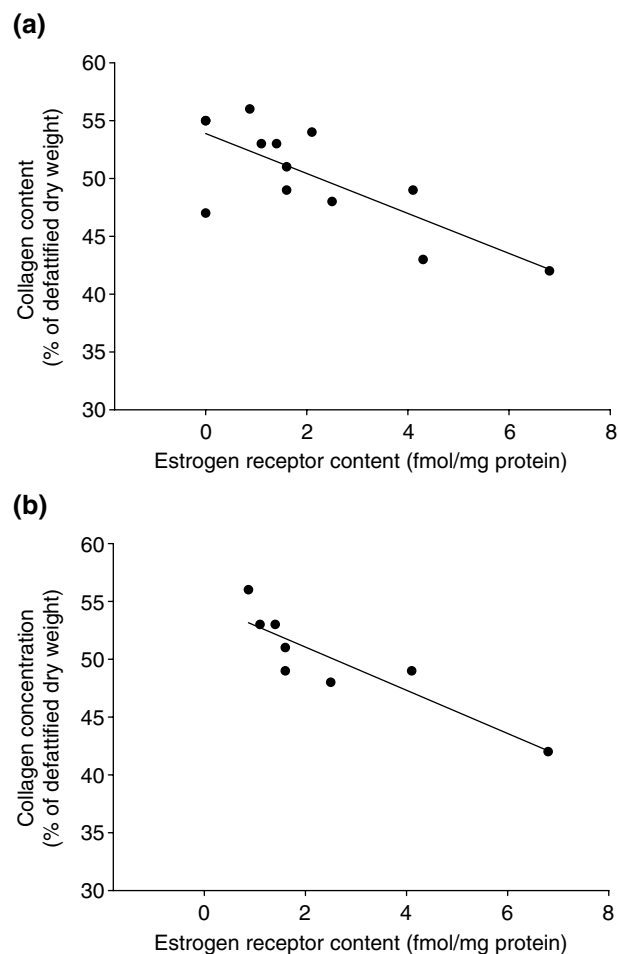 (a)
60
55
50
45
40
35
30
Collagen content
(% of defattified dry weight)
0 2 4 6 8
Estrogen receptor content (fmol/mg protein)
(b)
60
55
50
45
40
35
30
Collagen concentration
(% of defattified dry weight)
0 2 4 6 8
Estrogen receptor content (fmol/mg protein)